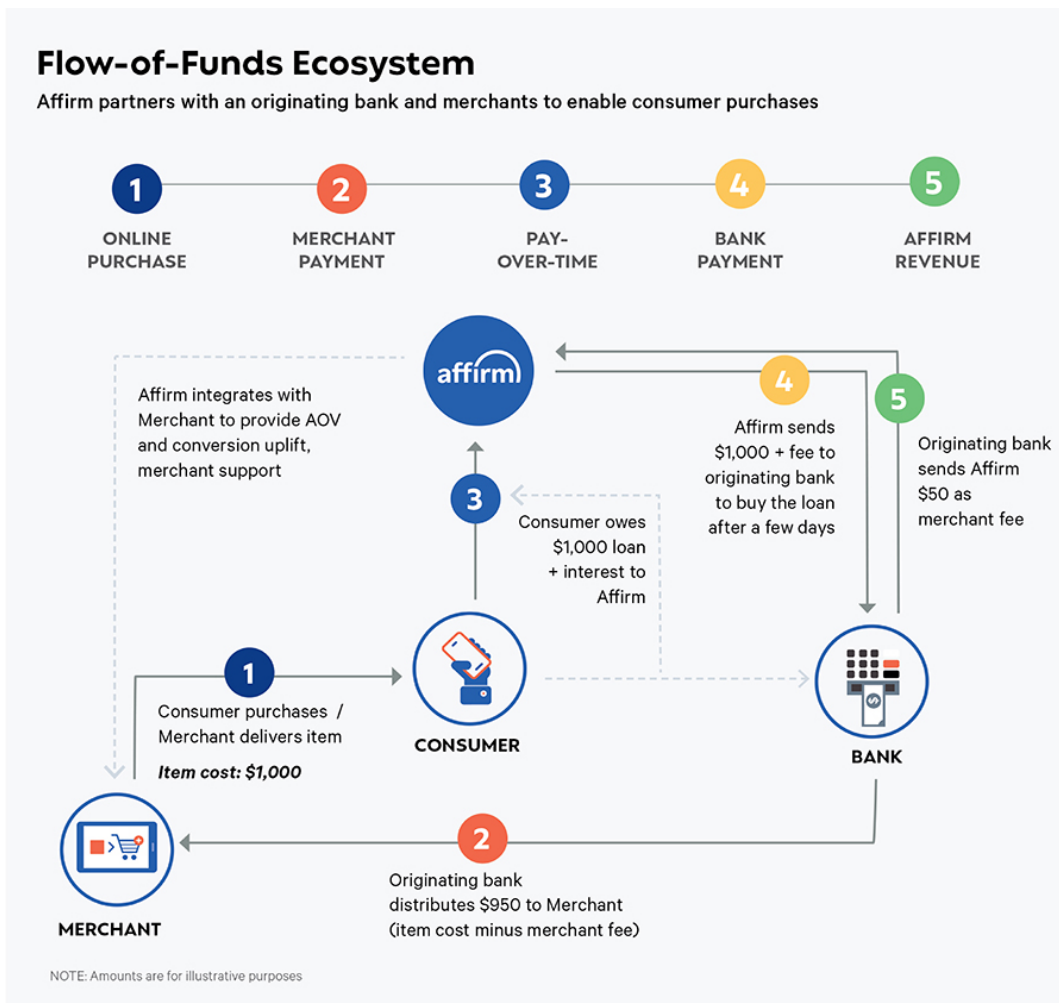 Flow-of-Funds Ecosystem
Affirm partners with an originating bank and merchants to enable consumer purchases
1
2
3
4
5
ONLINE
PURCHASE
MERCHANT
PAYMENT
PAY-
OVER-TIME
BANK
PAYMENT
AFFIRM
REVENUE
affirm
Affirm integrates with
Merchant to provide AOV
and conversion uplift,
merchant support
4
Affirm sends
$1,000 + fee to
originating bank
to buy the loan
after a few days
5
Originating bank
sends Affirm
$50 as
merchant fee
3
Consumer owes
$1,000 loan
+ interest to
Affirm
1
Consumer purchases /
Merchant delivers item
Item cost: $1,000
CONSUMER
$
BANK
2
Originating bank
distributes $950 to Merchant
(item cost minus merchant fee)
MERCHANT
NOTE: Amounts are for illustrative purposes